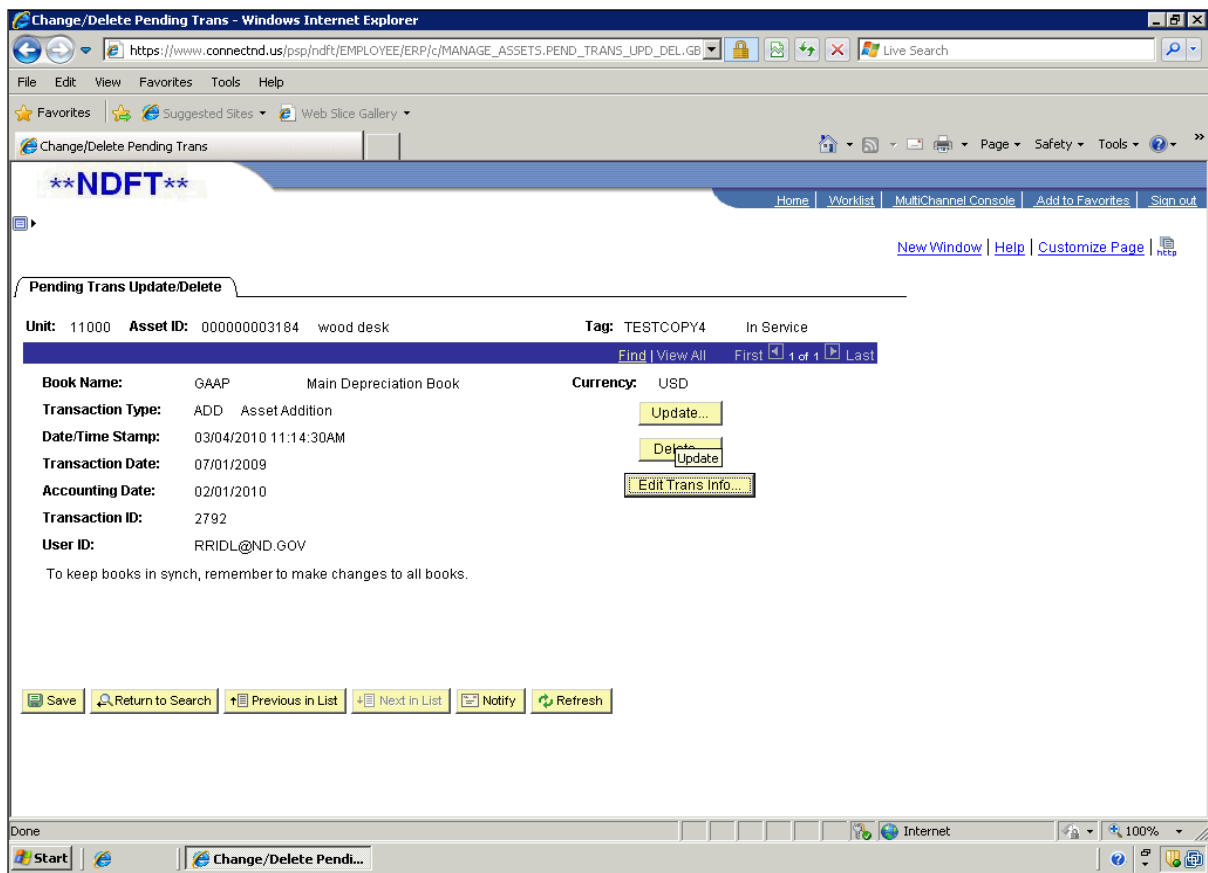 Change/Delete Pending Trans - Windows Internet Explorer
https://www.connectnd.us/psp/ndft/EMPLOYEE/ERP/c/MANAGE_ASSETS.PEND_TRANS_UPD_DEL.GB Live Search
File Edit View Favorites Tools Help
Favorites Suggested Sites Web Slice Gallery
Change/Delete Pending Trans Page Safety Tools »
**NDFT**
Home Worklist MultiChannel Console Add to Favorites Sign out
New Window | Help | Customize Page | http
Pending Trans Update/Delete
Unit: 11000 Asset ID: 000000003184 wood desk Tag: TESTCOPY4 In Service
Find | View All First 1 of 1 Last
Book Name: GAAP Main Depreciation Book Currency: USD
Transaction Type: ADD Asset Addition Update...
Date/Time Stamp: 03/04/2010 11:14:30AM
Update
Transaction Date: 07/01/2009
Accounting Date: 02/01/2010 Edit Trans Info...
Transaction ID: 2792
User ID: RRIDL@ND.GOV
To keep books in synch, remember to make changes to all books.
Save Return to Search Previous in List Next in List Notify Refresh
Done Internet 100%
Start Change/Delete Pendi...